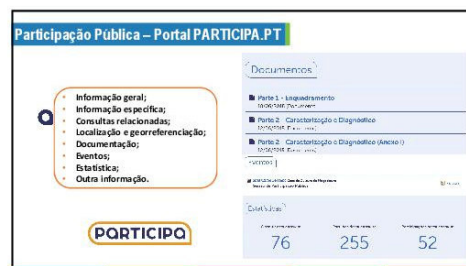 Participação Pública – Portal PARTICIPA.PT
• Informação geral;
• Informação específica;
• Consultas relacionadas;
• Localização e georreferenciação;
• Documentação;
• Eventos;
• Estatística;
• Outra informação.
PARTICIPA
Documentos
Parte 1 - Enquadramento
Parte 2 - Caracterização e Diagnóstico
Parte 2 - Caracterização e Diagnóstico (Anexo I)
Eventos
Estatísticas
76
255
52